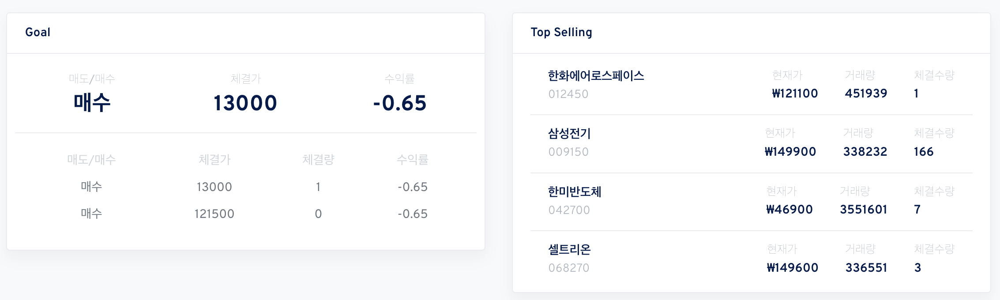 Goal
매도/매수 체결가 수익률
매수 13000 -0.65
매도/매수 체결가 체결량 수익률
매수 13000 1 -0.65
매수 121500 0 -0.65
Top Selling
한화에어로스페이스 현재가 거래량 체결수량
012450 ₩121100 451939 1
삼성전기 현재가 거래량 체결수량
009150 ₩149900 338232 166
한미반도체 현재가 거래량 체결수량
042700 ₩46900 3551601 7
셀트리온 현재가 거래량 체결수량
068270 ₩149600 336551 3